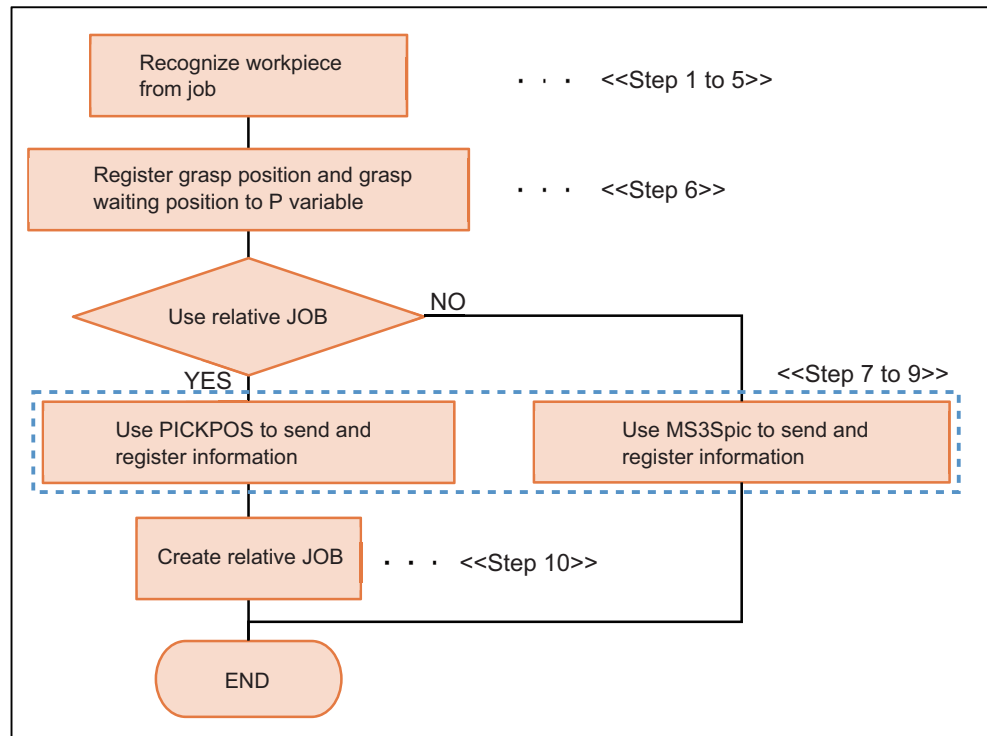 Recognize workpiece
from job
· · · <<Step 1 to 5>>
Register grasp position and grasp
waiting position to P variable
· · · <<Step 6>>
Use relative JOB
NO
YES
<<Step 7 to 9>>
Use PICKPOS to send and
register information
Use MS3Spic to send and
register information
Create relative JOB
· · · <<Step 10>>
END